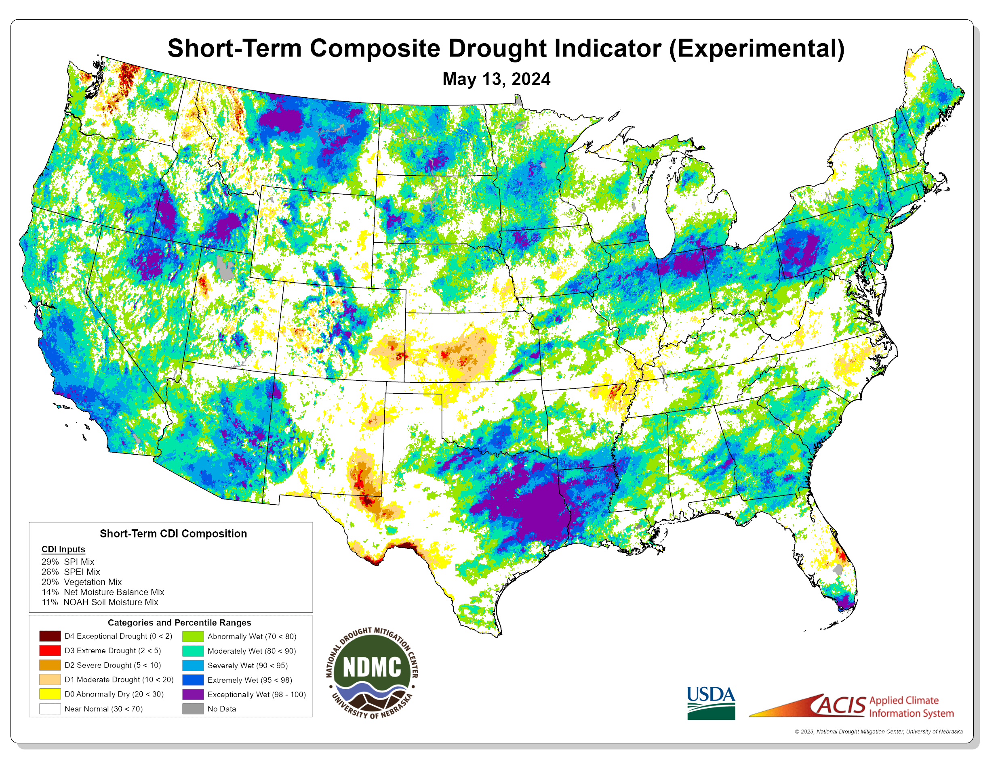 Short-Term Composite Drought Indicator (Experimental)
May 13, 2024
Short-Term CDI Composition
CDI Inputs
29% SPI Mix
26% SPEI Mix
20% Vegetation Mix
14% Net Moisture Balance Mix
11% NOAH Soil Moisture Mix
Categories and Percentile Ranges
D4 Exceptional Drought (0 < 2)
D3 Extreme Drought (2 < 5)
D2 Severe Drought (5 < 10)
D1 Moderate Drought (10 < 20)
D0 Abnormally Dry (20 < 30)
Near Normal (30 < 70)
Abnormally Wet (70 < 80)
Moderately Wet (80 < 90)
Severely Wet (90 < 95)
Extremely Wet (95 < 98)
Exceptionally Wet (98 - 100)
No Data
NATIONAL DROUGHT MITIGATION CENTER
NDMC
UNIVERSITY OF NEBRASKA
USDA
ACIS
Applied Climate
Information System
© 2023, National Drought Mitigation Center, University of Nebraska